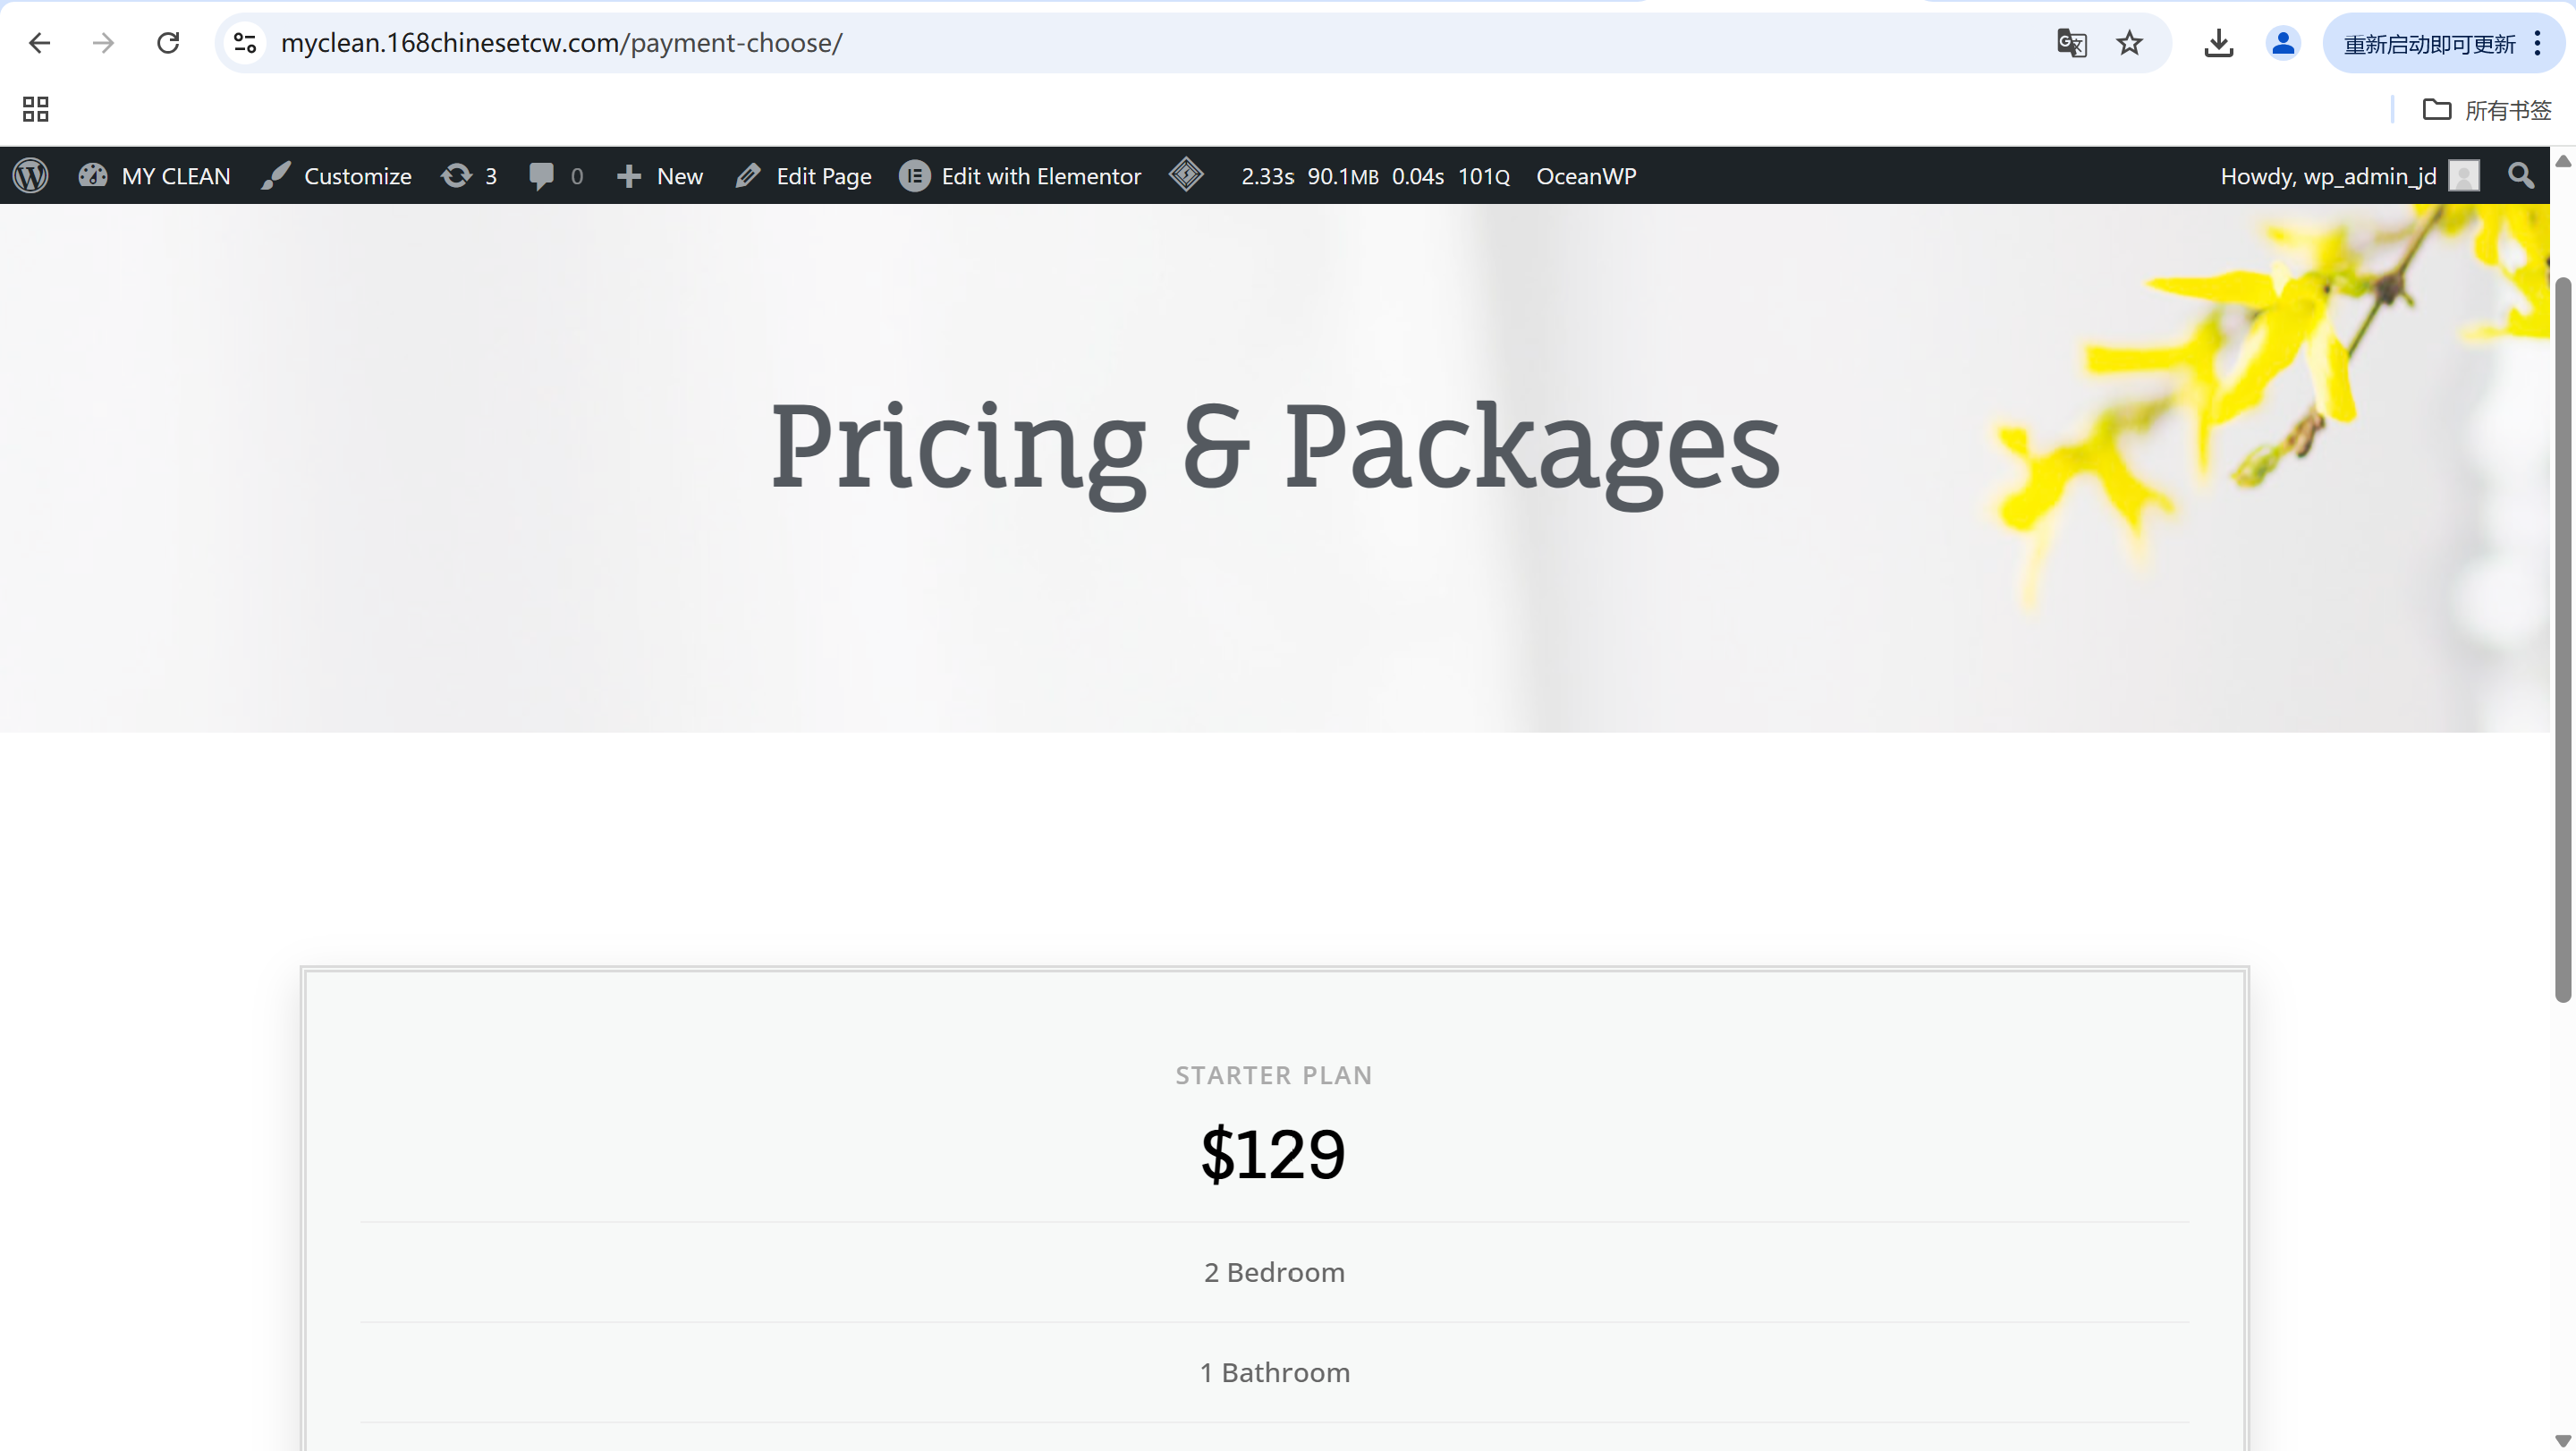 myclean.168chinesetcw.com/payment-choose/
重新启动即可更新
所有书签
MY CLEAN Customize 3 0 New Edit Page Edit with Elementor 2.33s 90.1MB 0.04s 101Q OceanWP Howdy, wp_admin_jd
Pricing & Packages
STARTER PLAN
$129
2 Bedroom
1 Bathroom